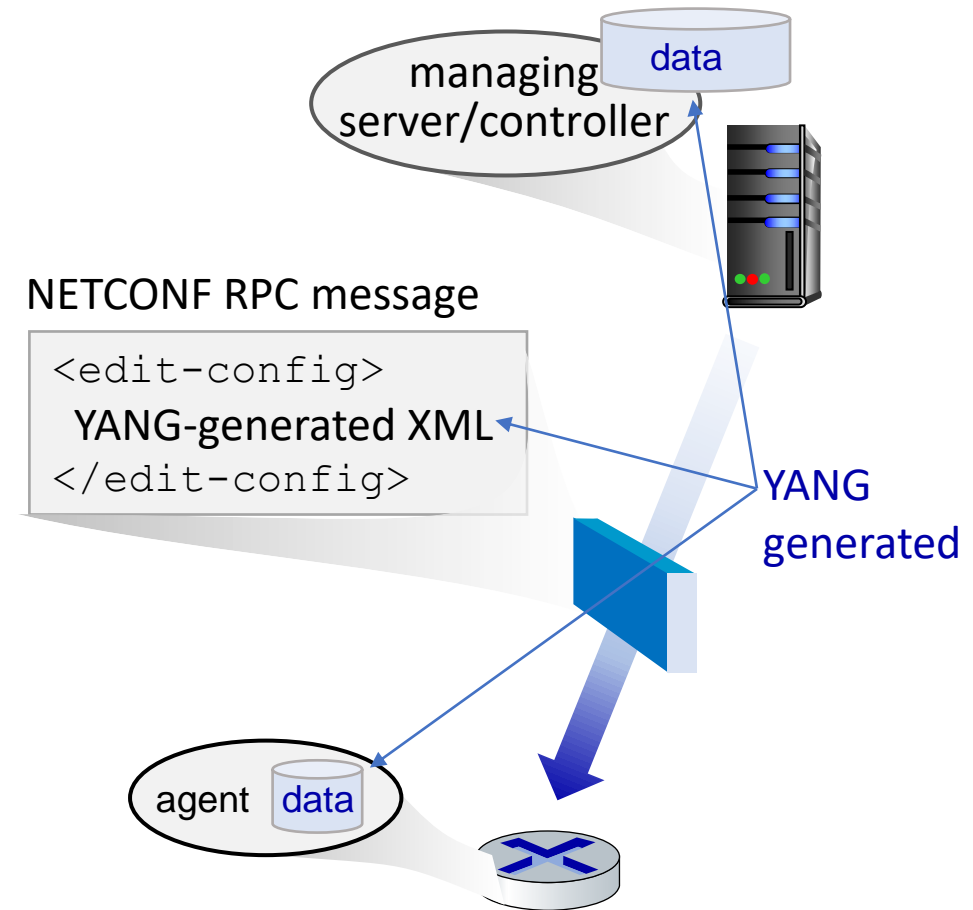 data
managing
server/controller
NETCONF RPC message
<edit-config>
YANG-generated XML
</edit-config>
YANG
generated
agent data